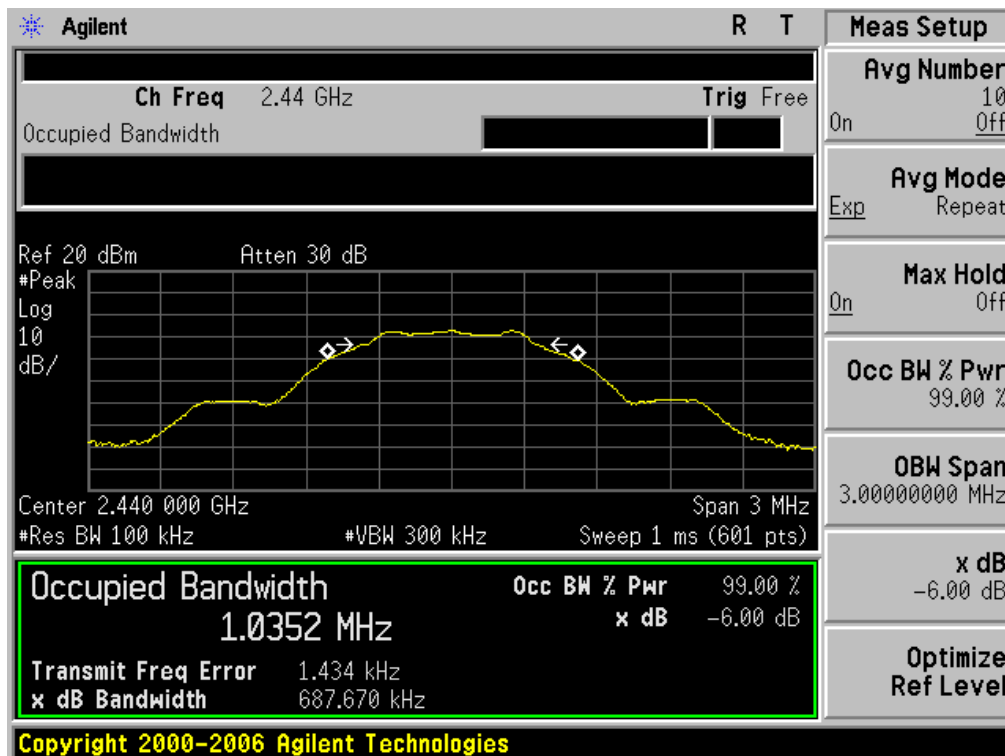 Agilent R T
Ch Freq 2.44 GHz Trig Free
Occupied Bandwidth
Ref 20 dBm Atten 30 dB
#Peak
Log
10
dB/
Center 2.440 000 GHz Span 3 MHz
#Res BW 100 kHz #VBW 300 kHz Sweep 1 ms (601 pts)
Occupied Bandwidth Occ BW % Pwr 99.00 %
1.0352 MHz x dB -6.00 dB
Transmit Freq Error 1.434 kHz
x dB Bandwidth 687.670 kHz
Copyright 2000-2006 Agilent Technologies
Meas Setup
Avg Number
10
On Off
Avg Mode
Exp Repeat
Max Hold
On Off
Occ BW % Pwr
99.00 %
OBW Span
3.00000000 MHz
x dB
-6.00 dB
Optimize
Ref Level